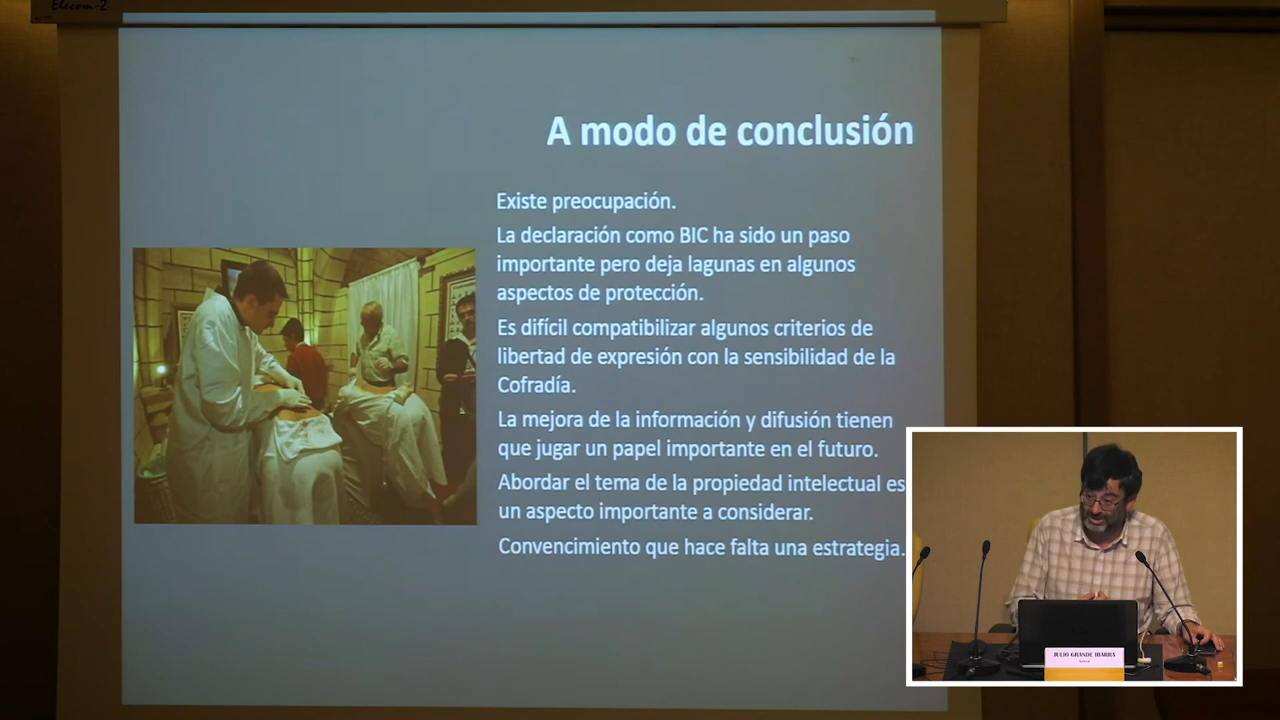 Elecom-2
A modo de conclusión
Existe preocupación.
La declaración como BIC ha sido un paso
importante pero deja lagunas en algunos
aspectos de protección.
Es difícil compatibilizar algunos criterios de
libertad de expresión con la sensibilidad de la
Cofradía.
La mejora de la información y difusión tienen
que jugar un papel importante en el futuro.
Abordar el tema de la propiedad intelectual es
un aspecto importante a considerar.
Convencimiento que hace falta una estrategia.
JULIO GRANDE IBARRA